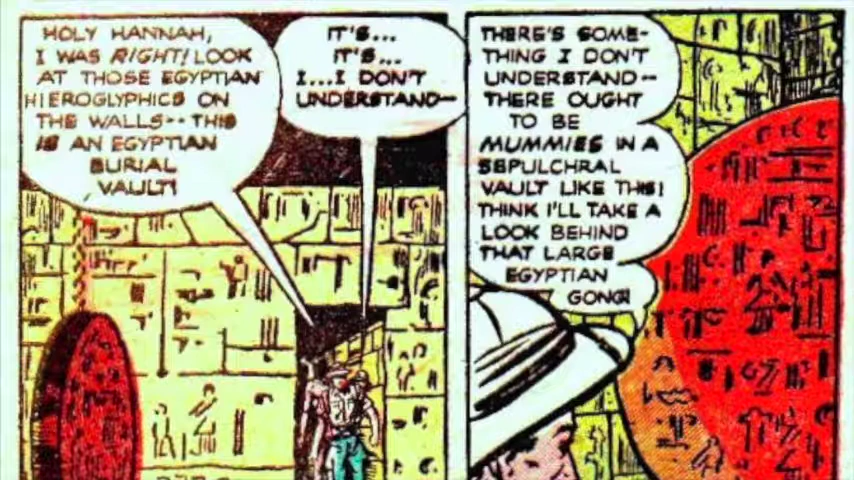 HOLY HANNAH,
I WAS RIGHT! LOOK
AT THOSE EGYPTIAN
HIEROGLYPHICS ON
THE WALLS--THIS
IS AN EGYPTIAN
BURIAL
VAULT!
IT'S...
IT'S...
I...I DON'T
UNDERSTAND--
THERE'S SOME-
THING I DON'T
UNDERSTAND--
THERE OUGHT
TO BE
MUMMIES IN A
SEPULCHRAL
VAULT LIKE THIS!
THINK I'LL TAKE A
LOOK BEHIND
THAT LARGE
EGYPTIAN
GONG!